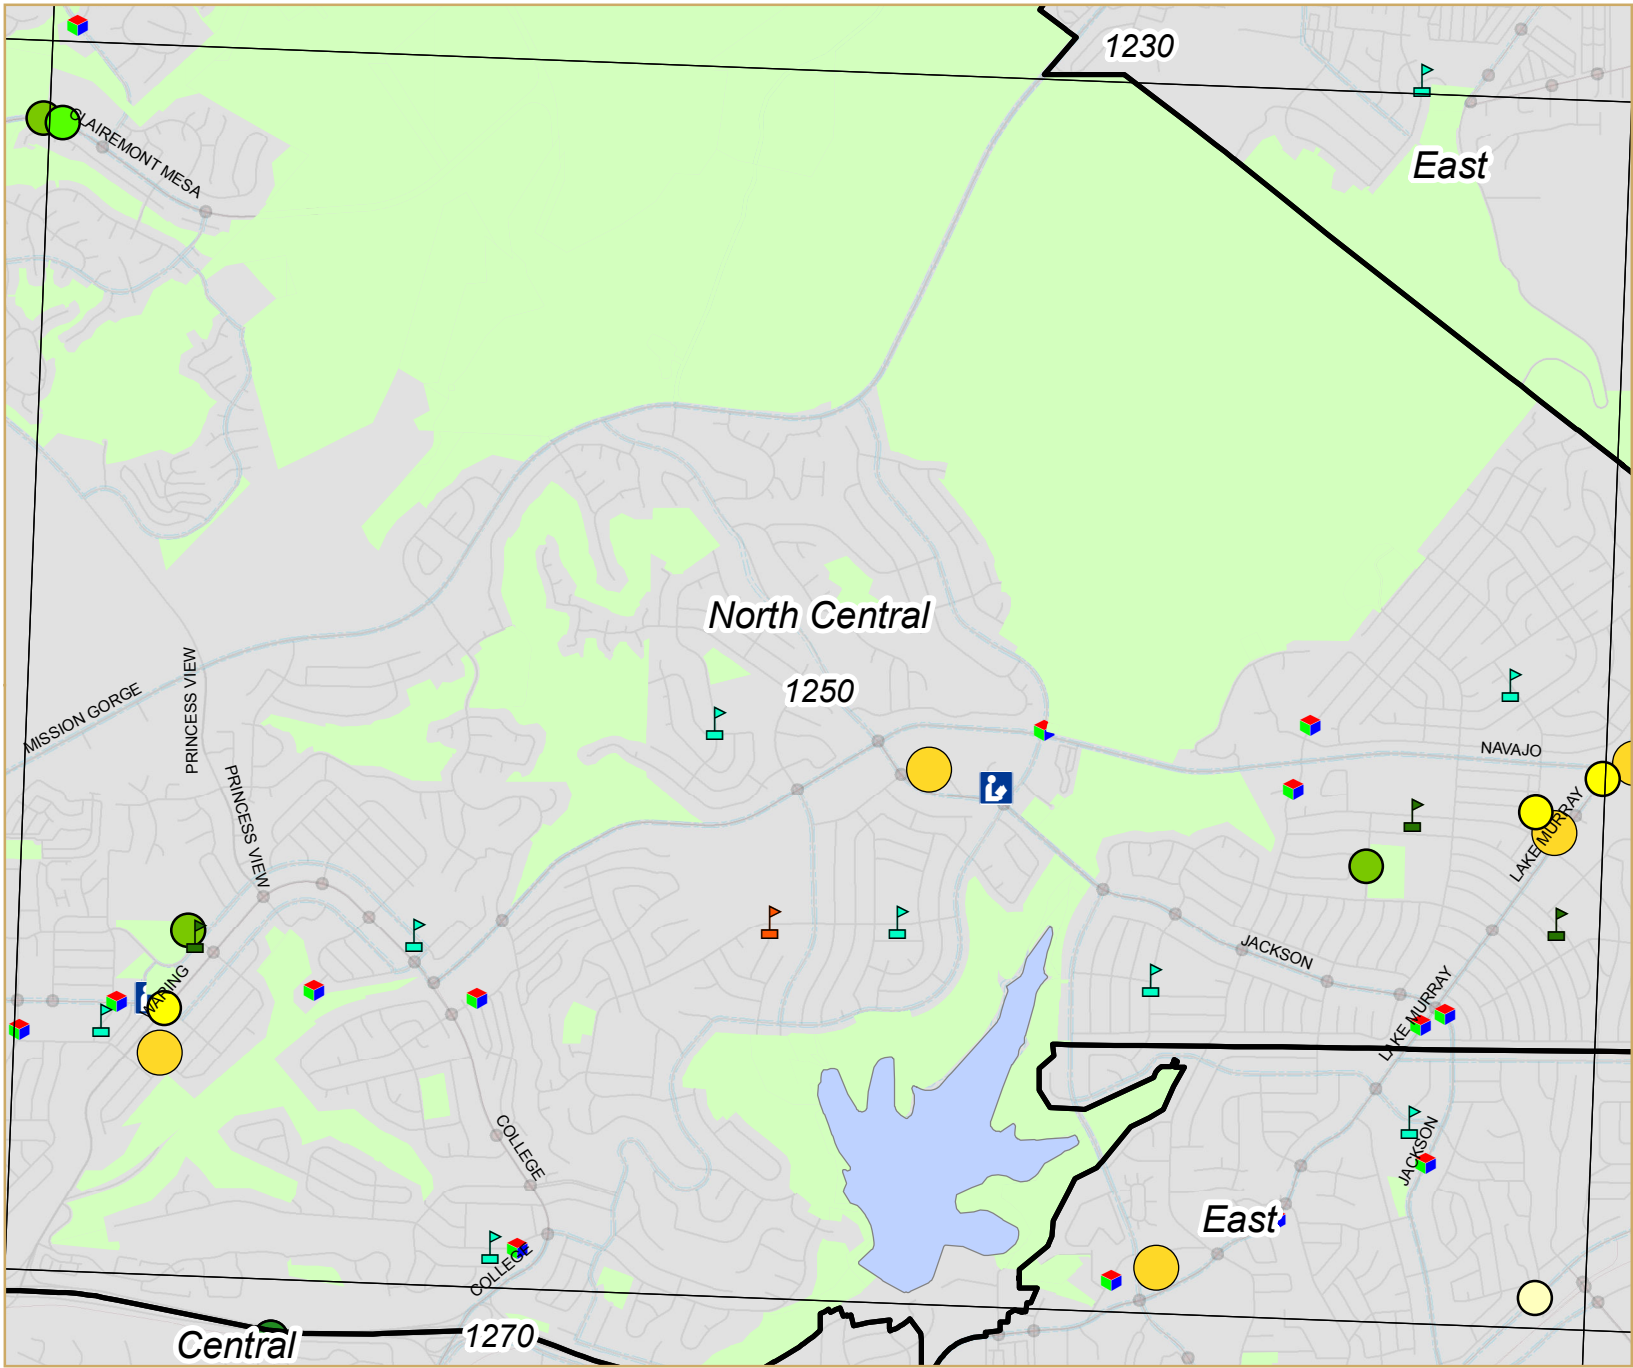 1230
CLAIREMONT MESA
East
North Central
1250
PRINCESS VIEW
MISSION GORGE
NAVAJO
PRINCESS VIEW
LAKE MURRAY
JACKSON
WARING
LAKE MURRAY
COLLEGE
JACKSON
East
COLLEGE
Central
1270